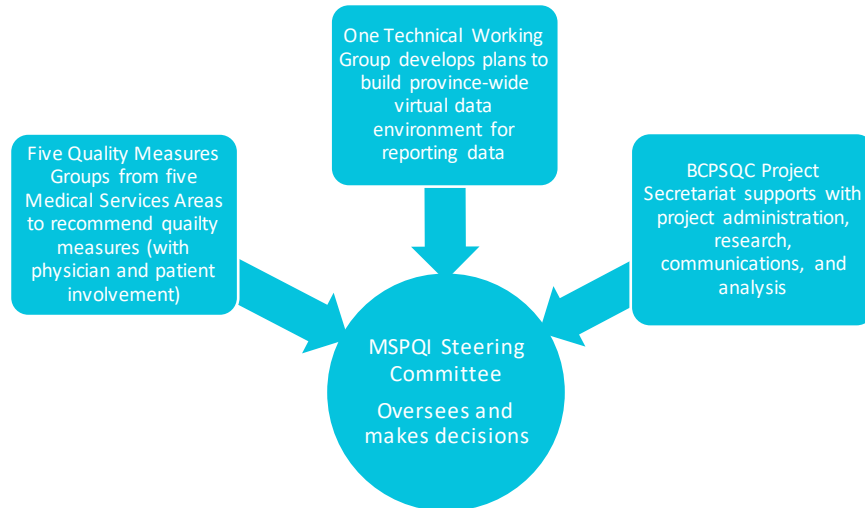 One Technical Working
Group develops plans to
build province-wide
virtual data
environment for
reporting data
Five Quality Measures
Groups from five
Medical Services Areas
to recommend quailty
measures (with
physician and patient
involvement)
BCPSQC Project
Secretariat supports with
project administration,
research,
communications, and
analysis
MSPQI Steering
Committee
Oversees and
makes decisions